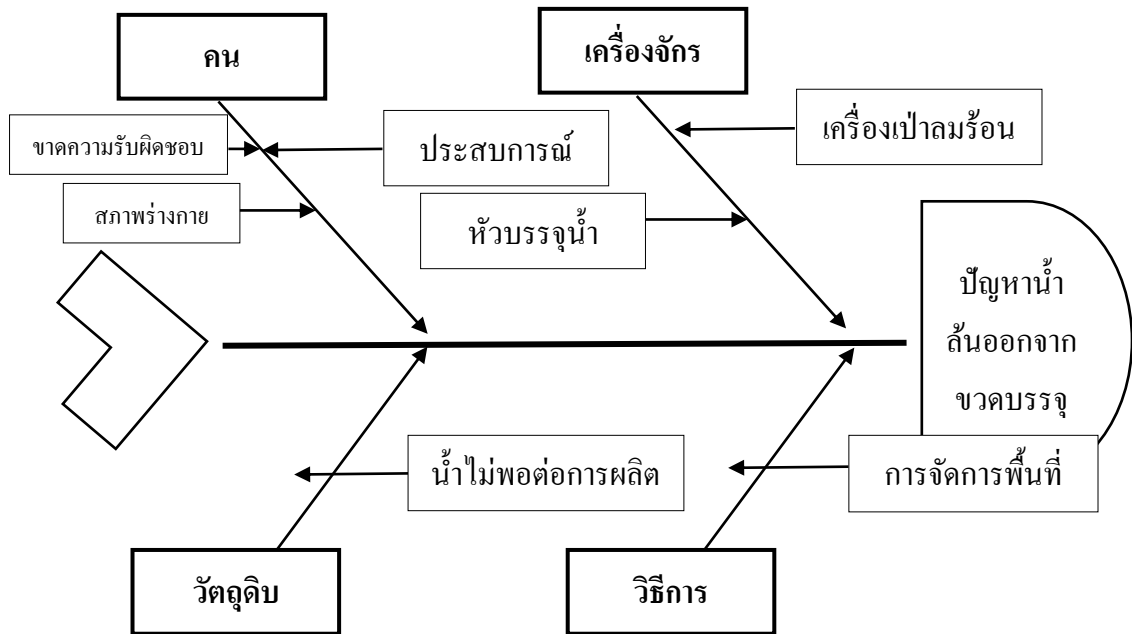 คน
เครื่องจักร
ขาดความรับผิดชอบ
ประสบการณ์
เครื่องเป่าลมร้อน
สภาพร่างกาย
หัวบรรจุน้ำ
ปัญหาน้ำ
ล้นออกจาก
ขวดบรรจุ
น้ำไม่พอต่อการผลิต
การจัดการพื้นที่
วัตถุดิบ
วิธีการ